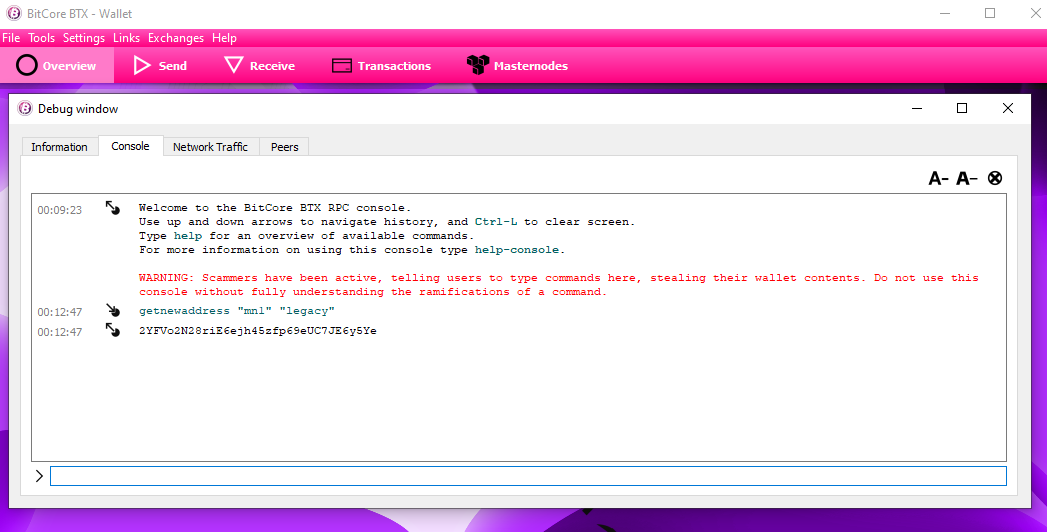 BitCore BTX - Wallet
File Tools Settings Links Exchanges Help
Overview Send Receive Transactions Masternodes
Debug window
Information Console Network Traffic Peers
A- A-
00:09:23 Welcome to the BitCore BTX RPC console.
Use up and down arrows to navigate history, and Ctrl-L to clear screen.
Type help for an overview of available commands.
For more information on using this console type help-console.
WARNING: Scammers have been active, telling users to type commands here, stealing their wallet contents. Do not use this
console without fully understanding the ramifications of a command.
00:12:47 getnewaddress "mn1" "legacy"
00:12:47 2YFVo2N28riE6ejh45zfp69eUC7JE6y5Ye